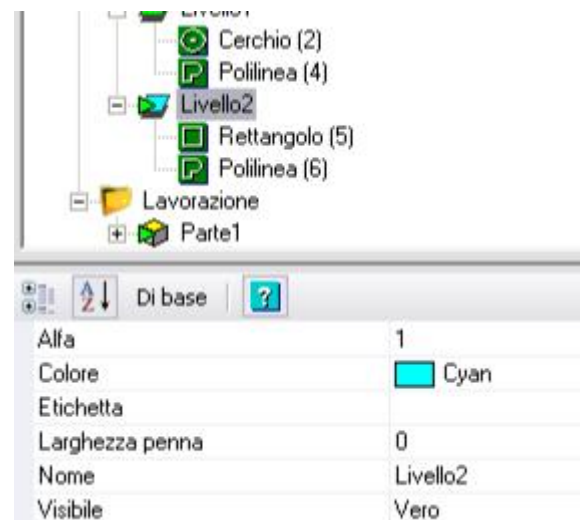 Livello1
Cerchio (2)
Polilinea (4)
Livello2
Rettangolo (5)
Polilinea (6)
Lavorazione
Parte1
Di base
Alfa 1
Colore Cyan
Etichetta
Larghezza penna 0
Nome Livello2
Visibile Vero